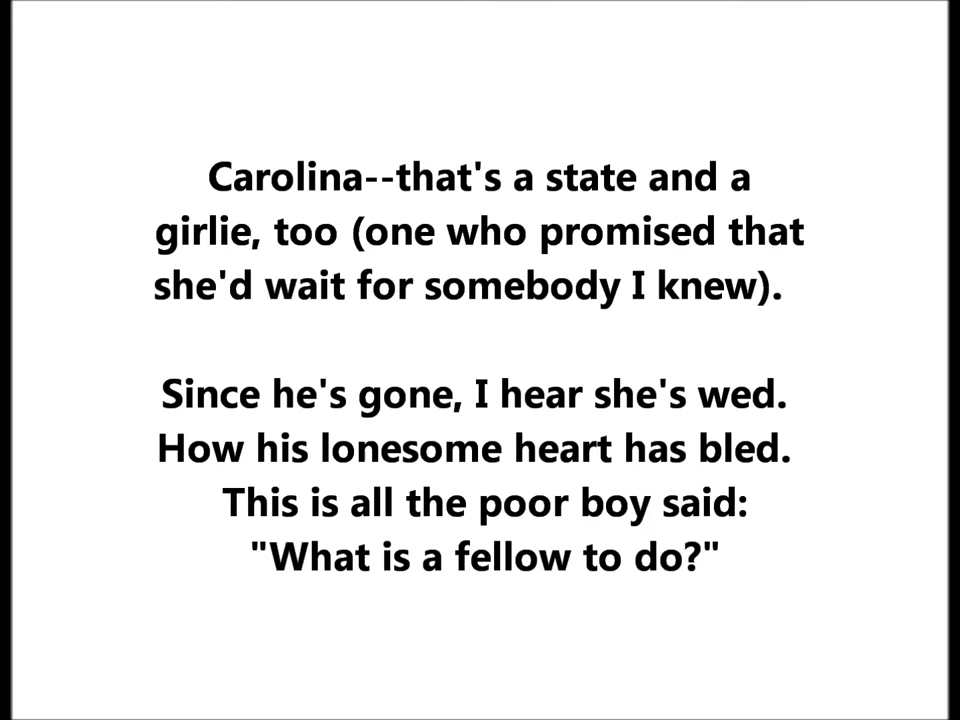 Carolina--that's a state and a
girlie, too (one who promised that
she'd wait for somebody I knew).
Since he's gone, I hear she's wed.
How his lonesome heart has bled.
This is all the poor boy said:
"What is a fellow to do?"